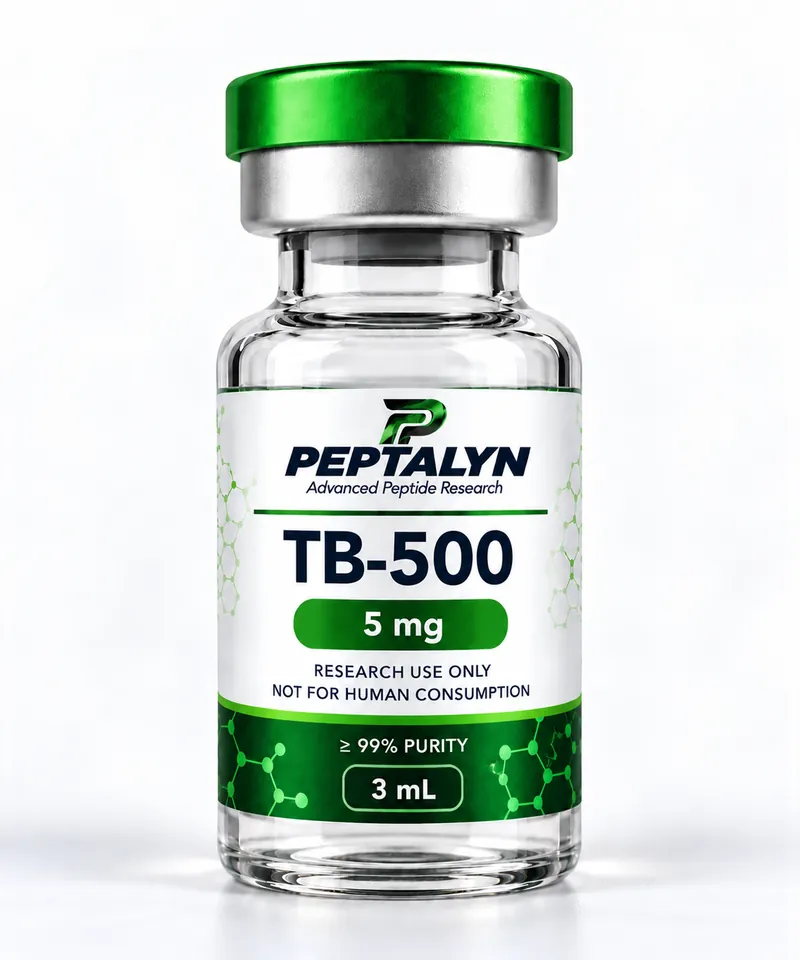 PEPTALYN
Advanced Peptide Research
TB-500
5 mg
RESEARCH USE ONLY
NOT FOR HUMAN CONSUMPTION
≥ 99% PURITY
3 mL